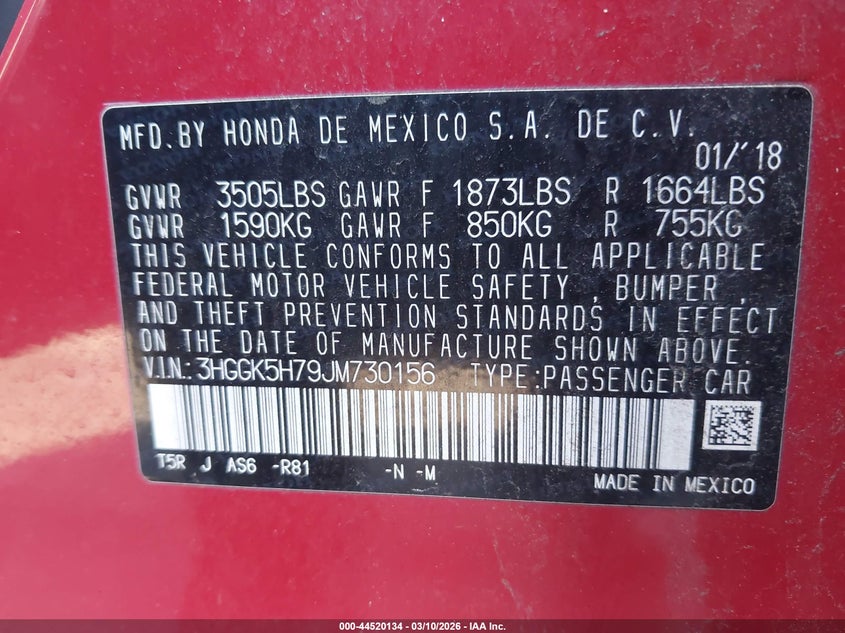 MFD.BY HONDA DE MEXICO S.A. DE C.V.
01/'18
GVWR 3505LBS GAWR F 1873LBS R 1664LBS
GVWR 1590KG GAWR F 850KG R 755KG
THIS VEHICLE CONFORMS TO ALL APPLICABLE
FEDERAL MOTOR VEHICLE SAFETY , BUMPER ,
AND THEFT PREVENTION STANDARDS IN EFFECT
ON THE DATE OF MANUFACTURE SHOWN ABOVE.
V.I.N.: 3HGGK5H79JM730156 TYPE:PASSENGER CAR
T5R J AS6 -R81 -N -M
MADE IN MEXICO
000-44520134 — 03/10/2026 — IAA Inc.